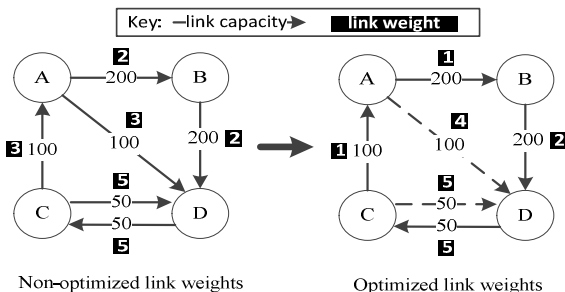 Key: link capacity link weight
2 1
A 200 B A 200 B
3 4
3 100 100 200 2 1 100 100 200 2
5 5
C 50 D C 50 D
50 50
5 5
Non-optimized link weights Optimized link weights